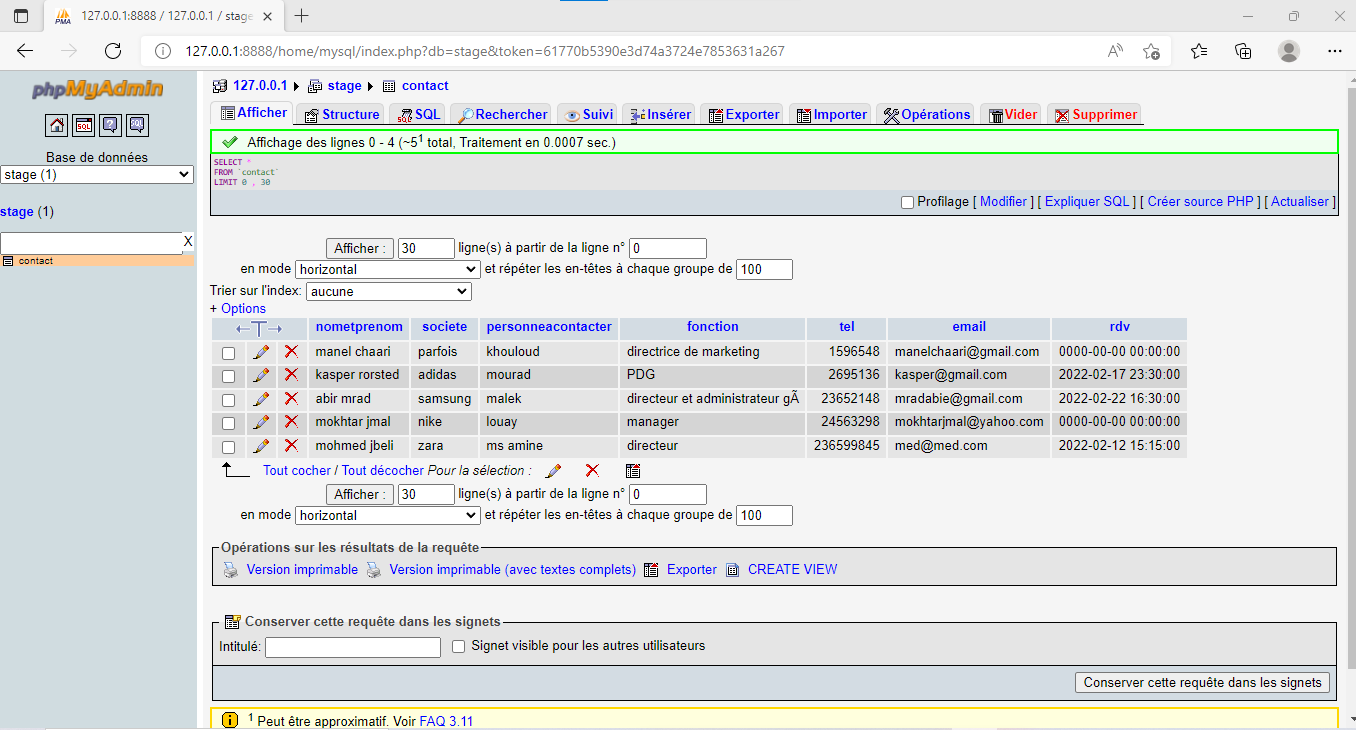 PMA 127.0.0.1:8888 / 127.0.0.1 / stage
127.0.0.1:8888/home/mysql/index.php?db=stage&token=61770b5390e3d74a3724e7853631a267
phpMyAdmin
SQL
Base de données
stage (1)
stage (1)
X
contact
127.0.0.1 stage contact
Afficher Structure SQL Rechercher Suivi Insérer Exporter Importer Opérations Vider Supprimer
Affichage des lignes 0 - 4 (~5¹ total, Traitement en 0.0007 sec.)
SELECT *
FROM `contact`
LIMIT 0 , 30
Profilage [ Modifier ] [ Expliquer SQL ] [ Créer source PHP ] [ Actualiser ]
Afficher : 30 ligne(s) à partir de la ligne n° 0
en mode horizontal et répéter les en-têtes à chaque groupe de 100
Trier sur l'index: aucune
+ Options
←T→ nometprenom societe personneacontacter fonction tel email rdv
manel chaari parfois khouloud directrice de marketing 1596548 manelchaari@gmail.com 0000-00-00 00:00:00
kasper rorsted adidas mourad PDG 2695136 kasper@gmail.com 2022-02-17 23:30:00
abir mrad samsung malek directeur et administrateur gÃ 23652148 mradabie@gmail.com 2022-02-22 16:30:00
mokhtar jmal nike louay manager 24563298 mokhtarjmal@yahoo.com 0000-00-00 00:00:00
mohmed jbeli zara ms amine directeur 236599845 med@med.com 2022-02-12 15:15:00
Tout cocher / Tout décocher Pour la sélection :
Afficher : 30 ligne(s) à partir de la ligne n° 0
en mode horizontal et répéter les en-têtes à chaque groupe de 100
Opérations sur les résultats de la requête
Version imprimable Version imprimable (avec textes complets) Exporter CREATE VIEW
Conserver cette requête dans les signets
Intitulé: Signet visible pour les autres utilisateurs
Conserver cette requête dans les signets
¹ Peut être approximatif. Voir FAQ 3.11